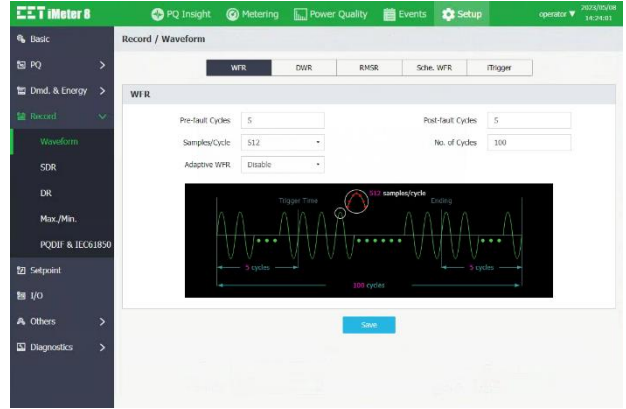 CET iMeter 8
PQ Insight Metering Power Quality Events Setup operator ▼ 2023/05/08 14:24:01
Basic
PQ >
Dmd. & Energy >
Record
Waveform
SDR
DR
Max./Min.
PQDIF & IEC61850
Setpoint
I/O
Others >
Diagnostics >
Record / Waveform
WFR DWR RMSR Sche. WFR iTrigger
WFR
Pre-fault Cycles 5 Post-fault Cycles 5
Samples/Cycle 512 No. of Cycles 100
Adaptive WFR Disable
512 samples/cycle
Trigger Time Ending
5 cycles 5 cycles
100 cycles
Save